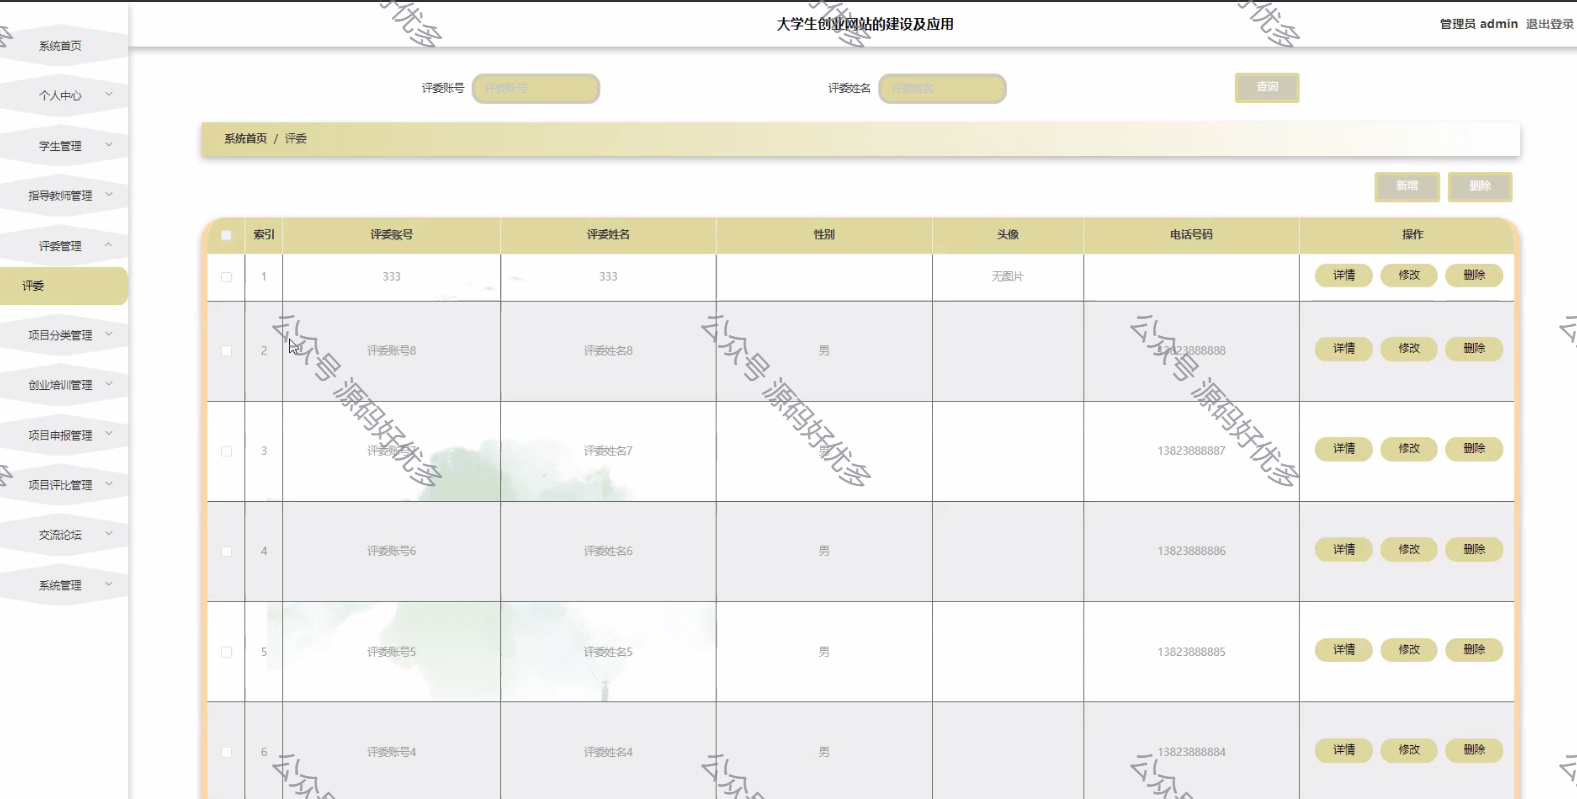 大学生创业网站的建设及应用
管理员 admin 退出登录
系统首页
个人中心
学生管理
指导教师管理
评委管理
评委
项目分类管理
创业培训管理
项目申报管理
项目评比管理
交流论坛
系统管理
评委账号 评委账号 评委姓名 评委姓名 查询
系统首页 / 评委
新增 删除
索引 评委账号 评委姓名 性别 头像 电话号码 操作
1 333 333 无图片 详情 修改 删除
2 评委账号8 评委姓名8 男 13823888888 详情 修改 删除
3 评委账号7 评委姓名7 男 13823888887 详情 修改 删除
4 评委账号6 评委姓名6 男 13823888886 详情 修改 删除
5 评委账号5 评委姓名5 男 13823888885 详情 修改 删除
6 评委账号4 评委姓名4 男 13823888884 详情 修改 删除
公众号 源码好优多
公众号 源码好优多
公众号 源码好优多